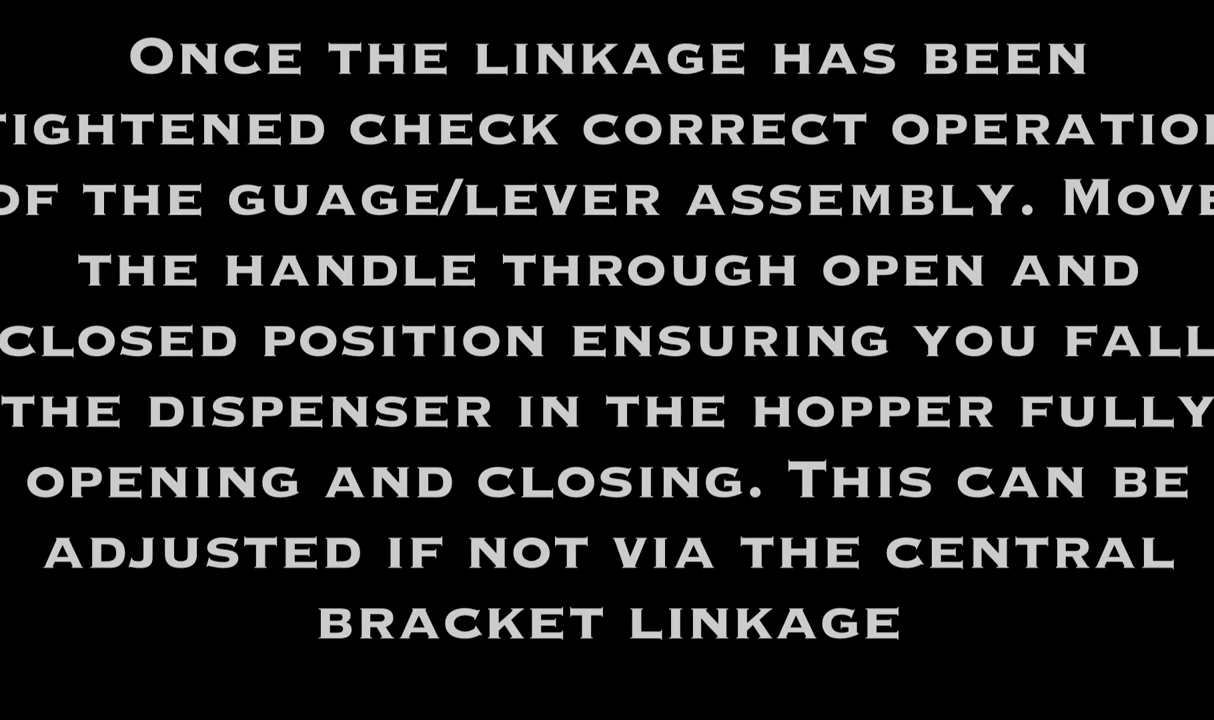 Once the linkage has been
tightened check correct operation
of the guage/lever assembly. Move
the handle through open and
closed position ensuring you fall
the dispenser in the hopper fully
opening and closing. This can be
adjusted if not via the central
bracket linkage